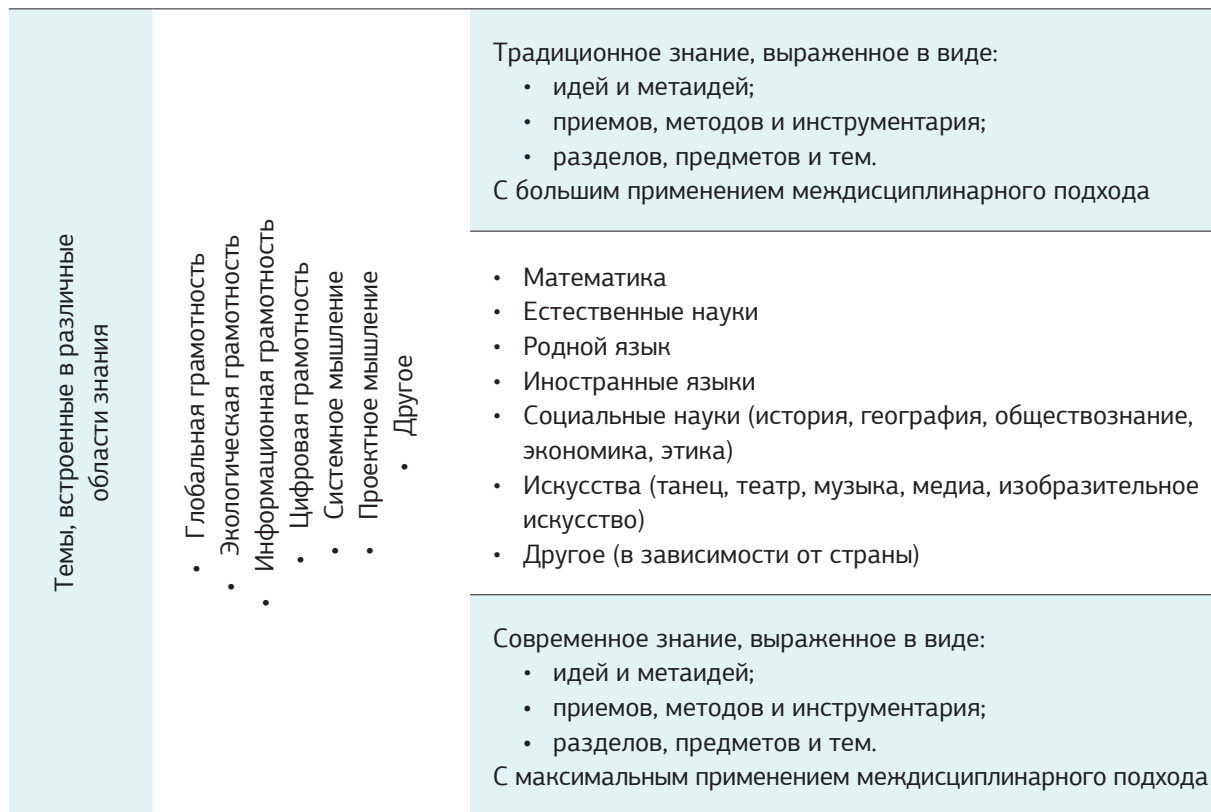 Темы, встроенные в различные
области знания
• Глобальная грамотность
• Экологическая грамотность
• Информационная грамотность
• Цифровая грамотность
• Системное мышление
• Проектное мышление
• Другое
Традиционное знание, выраженное в виде:
• идей и метаидей;
• приемов, методов и инструментария;
• разделов, предметов и тем.
С большим применением междисциплинарного подхода
• Математика
• Естественные науки
• Родной язык
• Иностранные языки
• Социальные науки (история, география, обществознание,
экономика, этика)
• Искусства (танец, театр, музыка, медиа, изобразительное
искусство)
• Другое (в зависимости от страны)
Современное знание, выраженное в виде:
• идей и метаидей;
• приемов, методов и инструментария;
• разделов, предметов и тем.
С максимальным применением междисциплинарного подхода